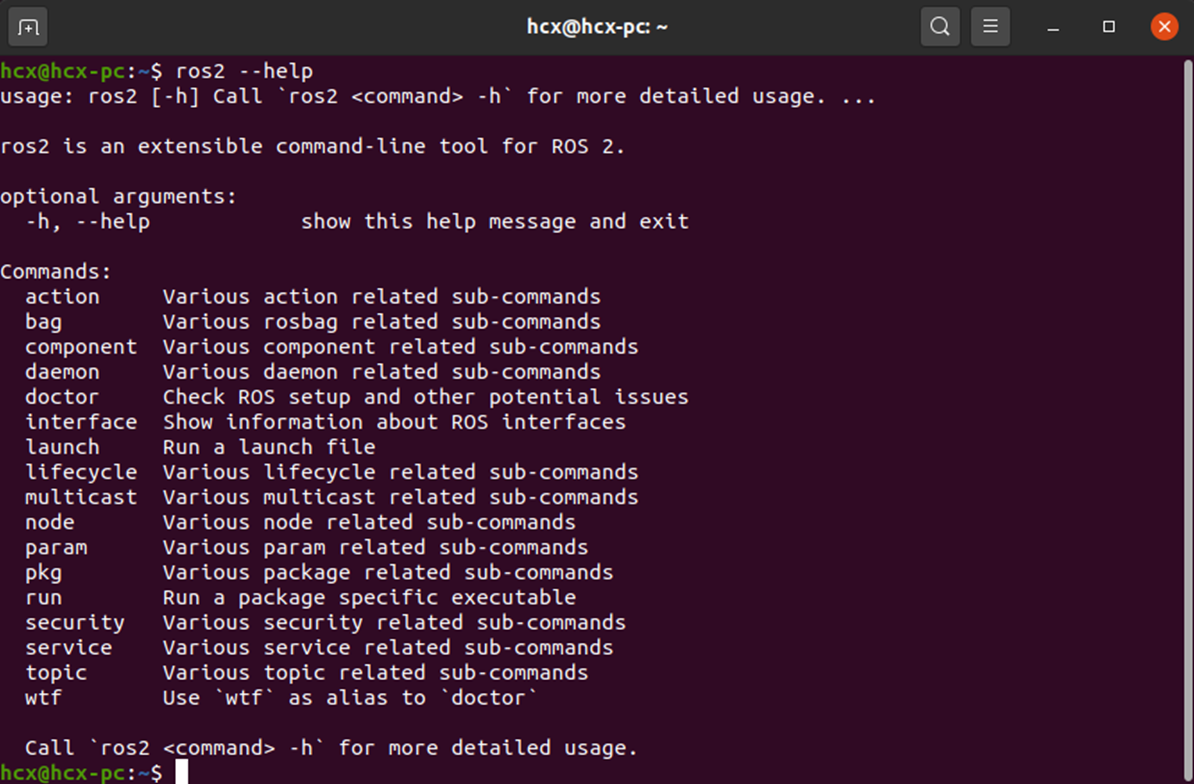 hcx@hcx-pc: ~
hcx@hcx-pc:~$ ros2 --help
usage: ros2 [-h] Call `ros2 <command> -h` for more detailed usage. ...

ros2 is an extensible command-line tool for ROS 2.

optional arguments:
  -h, --help            show this help message and exit

Commands:
  action     Various action related sub-commands
  bag        Various rosbag related sub-commands
  component  Various component related sub-commands
  daemon     Various daemon related sub-commands
  doctor     Check ROS setup and other potential issues
  interface  Show information about ROS interfaces
  launch     Run a launch file
  lifecycle  Various lifecycle related sub-commands
  multicast  Various multicast related sub-commands
  node       Various node related sub-commands
  param      Various param related sub-commands
  pkg        Various package related sub-commands
  run        Run a package specific executable
  security   Various security related sub-commands
  service    Various service related sub-commands
  topic      Various topic related sub-commands
  wtf        Use `wtf` as alias to `doctor`

  Call `ros2 <command> -h` for more detailed usage.
hcx@hcx-pc:~$